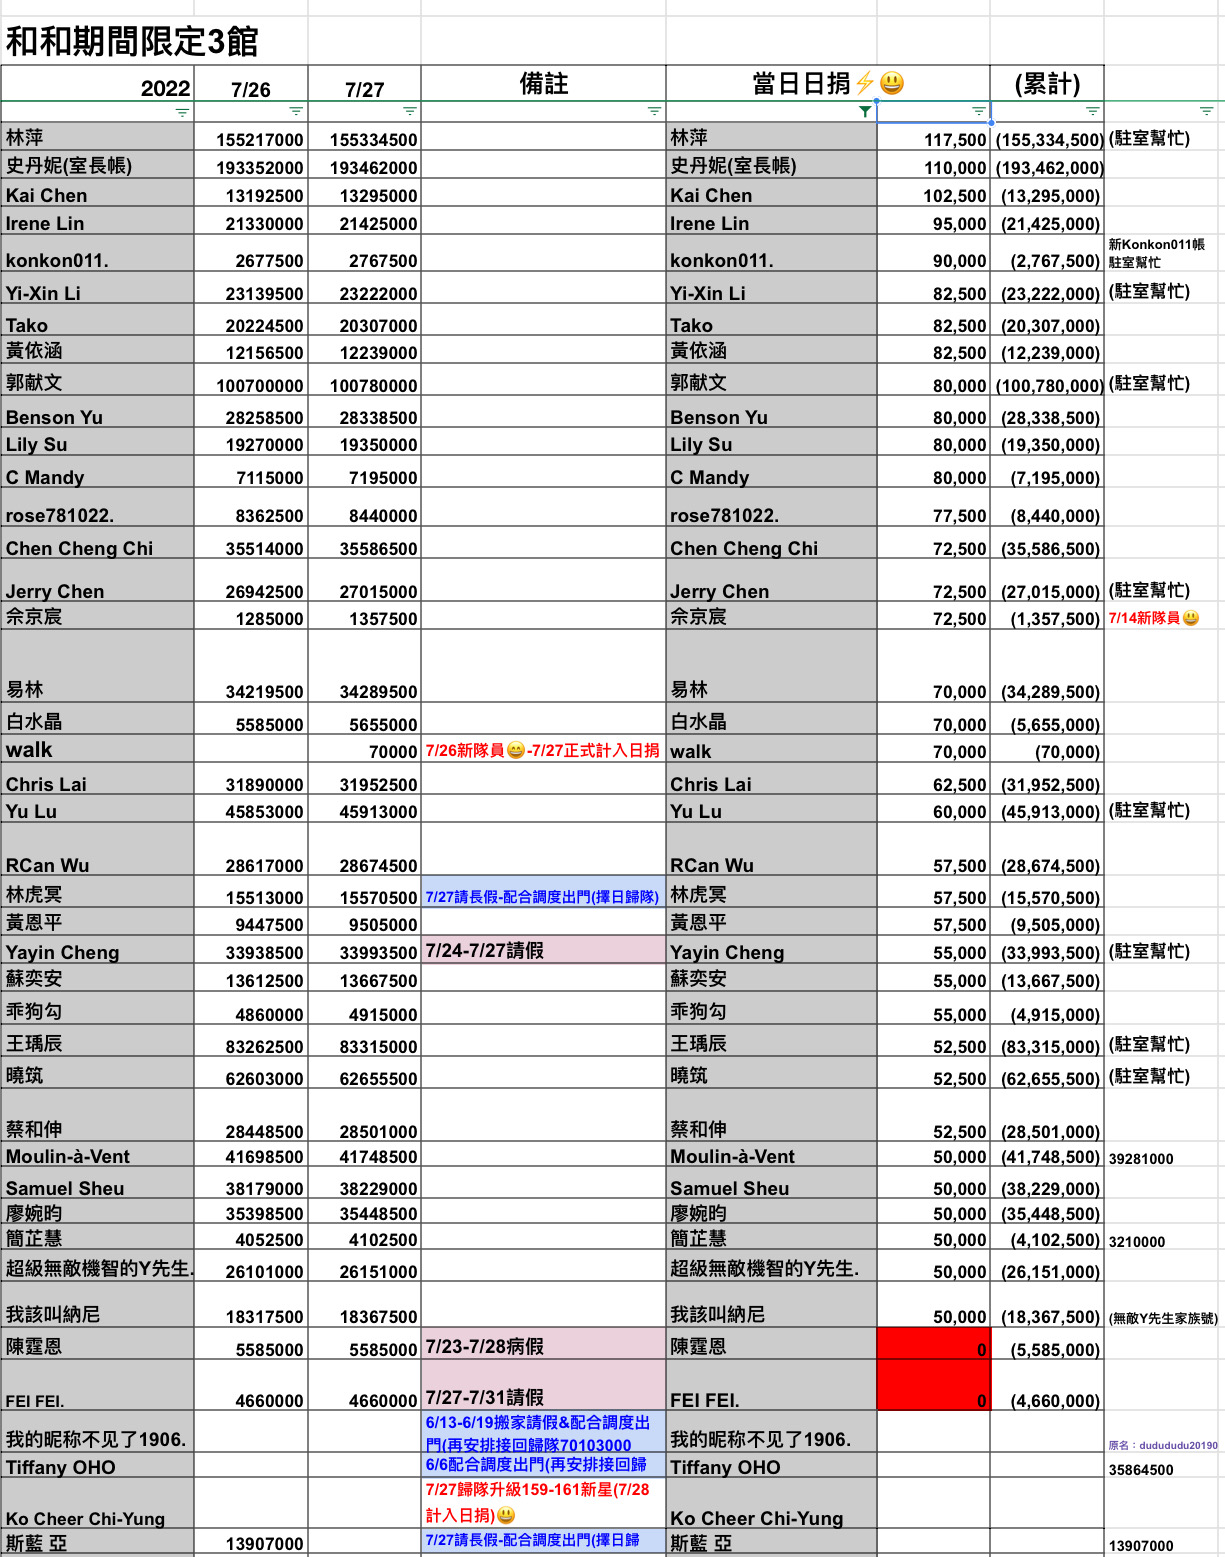 和和期間限定3館
2022 7/26 7/27 備註 當日日捐⚡😃 (累計)
林萍 155217000 155334500 林萍 117,500 (155,334,500) (駐室幫忙)
史丹妮(室長帳) 193352000 193462000 史丹妮(室長帳) 110,000 (193,462,000)
Kai Chen 13192500 13295000 Kai Chen 102,500 (13,295,000)
Irene Lin 21330000 21425000 Irene Lin 95,000 (21,425,000)
新Konkon011帳
konkon011. 2677500 2767500 konkon011. 90,000 (2,767,500) 駐室幫忙
Yi-Xin Li 23139500 23222000 Yi-Xin Li 82,500 (23,222,000) (駐室幫忙)
Tako 20224500 20307000 Tako 82,500 (20,307,000)
黃依涵 12156500 12239000 黃依涵 82,500 (12,239,000)
郭献文 100700000 100780000 郭献文 80,000 (100,780,000) (駐室幫忙)
Benson Yu 28258500 28338500 Benson Yu 80,000 (28,338,500)
Lily Su 19270000 19350000 Lily Su 80,000 (19,350,000)
C Mandy 7115000 7195000 C Mandy 80,000 (7,195,000)
rose781022. 8362500 8440000 rose781022. 77,500 (8,440,000)
Chen Cheng Chi 35514000 35586500 Chen Cheng Chi 72,500 (35,586,500)
Jerry Chen 26942500 27015000 Jerry Chen 72,500 (27,015,000) (駐室幫忙)
佘京宸 1285000 1357500 佘京宸 72,500 (1,357,500) 7/14新隊員😃
易林 34219500 34289500 易林 70,000 (34,289,500)
白水晶 5585000 5655000 白水晶 70,000 (5,655,000)
walk 70000 7/26新隊員😄-7/27正式計入日捐 walk 70,000 (70,000)
Chris Lai 31890000 31952500 Chris Lai 62,500 (31,952,500)
Yu Lu 45853000 45913000 Yu Lu 60,000 (45,913,000) (駐室幫忙)
RCan Wu 28617000 28674500 RCan Wu 57,500 (28,674,500)
林虎冥 15513000 15570500 7/27請長假-配合調度出門(擇日歸隊) 林虎冥 57,500 (15,570,500)
黃恩平 9447500 9505000 黃恩平 57,500 (9,505,000)
Yayin Cheng 33938500 33993500 7/24-7/27請假 Yayin Cheng 55,000 (33,993,500) (駐室幫忙)
蘇奕安 13612500 13667500 蘇奕安 55,000 (13,667,500)
乖狗勾 4860000 4915000 乖狗勾 55,000 (4,915,000)
王瑀辰 83262500 83315000 王瑀辰 52,500 (83,315,000) (駐室幫忙)
曉筑 62603000 62655500 曉筑 52,500 (62,655,500) (駐室幫忙)
蔡和伸 28448500 28501000 蔡和伸 52,500 (28,501,000)
Moulin-à-Vent 41698500 41748500 Moulin-à-Vent 50,000 (41,748,500) 39281000
Samuel Sheu 38179000 38229000 Samuel Sheu 50,000 (38,229,000)
廖婉昀 35398500 35448500 廖婉昀 50,000 (35,448,500)
簡芷慧 4052500 4102500 簡芷慧 50,000 (4,102,500) 3210000
超級無敵機智的Y先生. 26101000 26151000 超級無敵機智的Y先生. 50,000 (26,151,000)
我該叫納尼 18317500 18367500 我該叫納尼 50,000 (18,367,500) (無敵Y先生家族號)
陳霆恩 5585000 5585000 7/23-7/28病假 陳霆恩 0 (5,585,000)
FEI FEI. 4660000 4660000 7/27-7/31請假 FEI FEI. 0 (4,660,000)
6/13-6/19搬家請假&配合調度出
我的昵称不见了1906. 門(再安排接回歸隊70103000 我的昵称不见了1906. 原名：dudududu20190
Tiffany OHO 6/6配合調度出門(再安排接回歸 Tiffany OHO 35864500
7/27歸隊升級159-161新星(7/28
Ko Cheer Chi-Yung 計入日捐)😃 Ko Cheer Chi-Yung
斯藍 亞 13907000 7/27請長假-配合調度出門(擇日歸 斯藍 亞 13907000